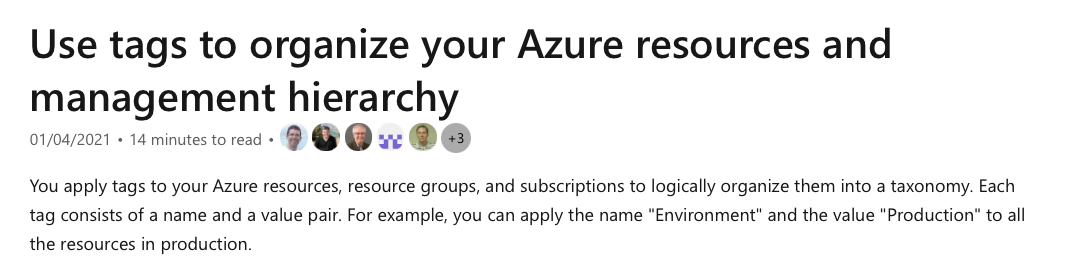 Use tags to organize your Azure resources and
management hierarchy
01/04/2021 • 14 minutes to read • +3
You apply tags to your Azure resources, resource groups, and subscriptions to logically organize them into a taxonomy. Each
tag consists of a name and a value pair. For example, you can apply the name "Environment" and the value "Production" to all
the resources in production.